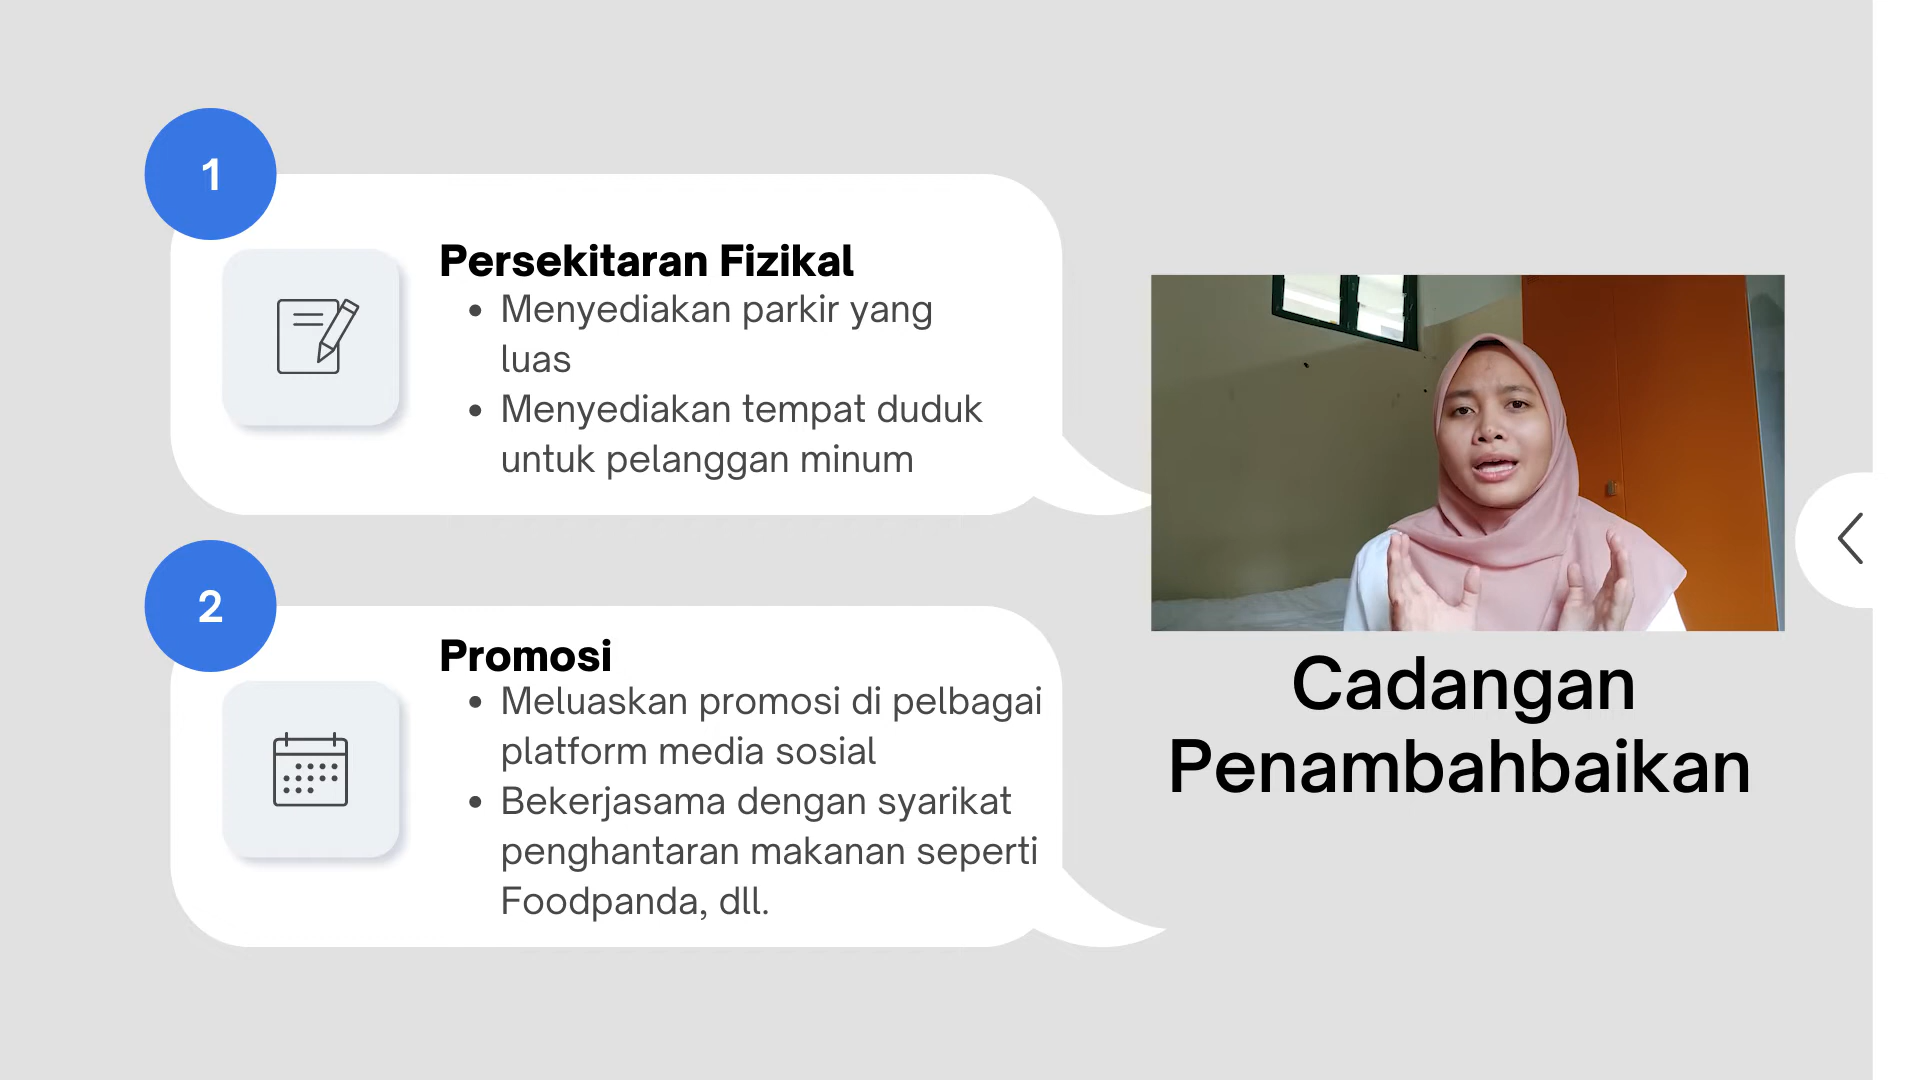 1
Persekitaran Fizikal
• Menyediakan parkir yang
luas
• Menyediakan tempat duduk
untuk pelanggan minum
2
Promosi
• Meluaskan promosi di pelbagai
platform media sosial
• Bekerjasama dengan syarikat
penghantaran makanan seperti
Foodpanda, dll.
Cadangan
Penambahbaikan